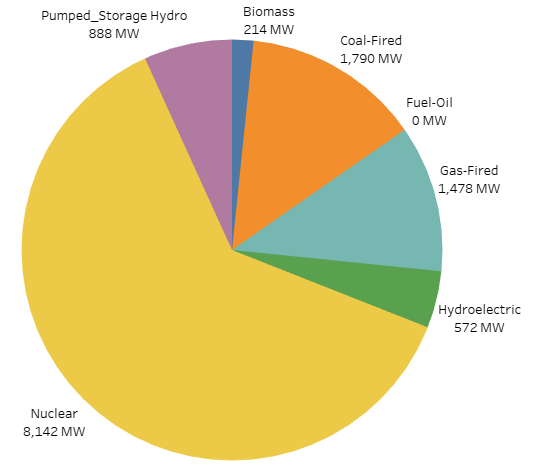 Pumped_Storage Hydro
888 MW
Biomass
214 MW
Coal-Fired
1,790 MW
Fuel-Oil
0 MW
Gas-Fired
1,478 MW
Hydroelectric
572 MW
Nuclear
8,142 MW